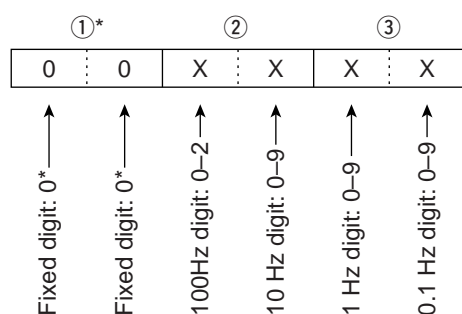 ①* ② ③
0 0 X X X X
Fixed digit: 0*
Fixed digit: 0*
100Hz digit: 0–2
10 Hz digit: 0–9
1 Hz digit: 0–9
0.1 Hz digit: 0–9